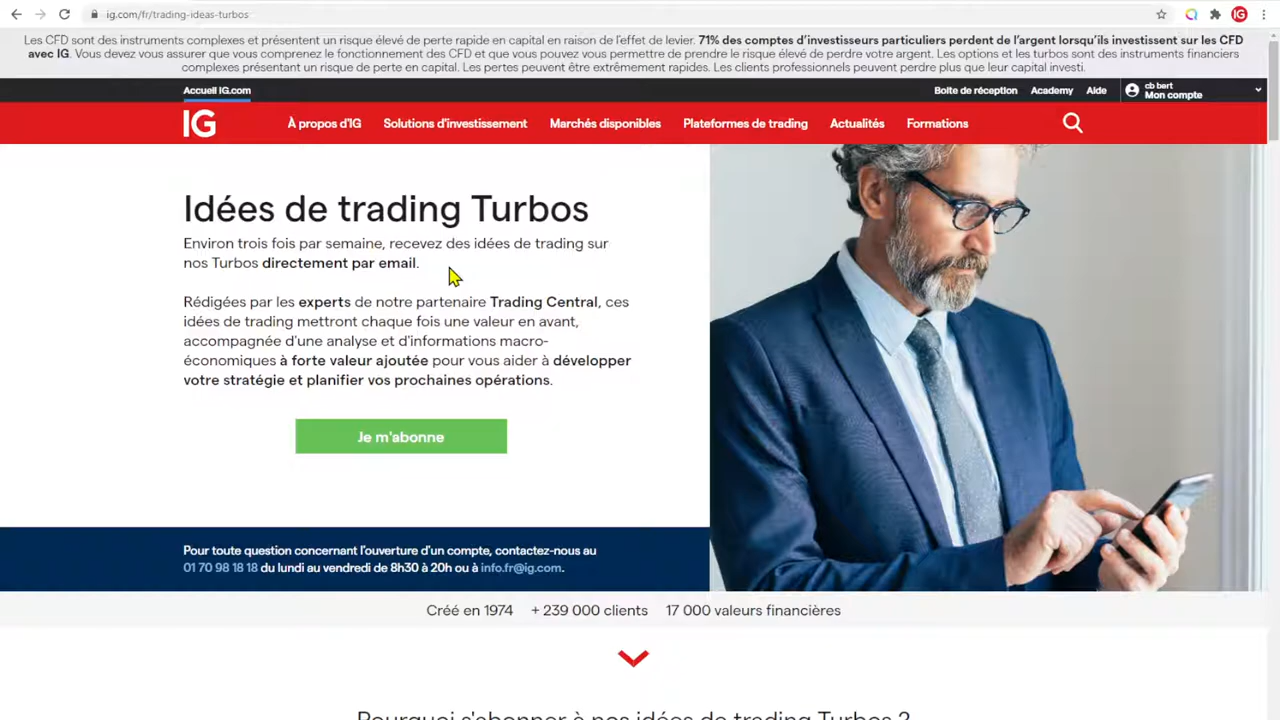 ig.com/fr/trading-ideas-turbos
IG
Les CFD sont des instruments complexes et présentent un risque élevé de perte rapide en capital en raison de l'effet de levier. 71% des comptes d'investisseurs particuliers perdent de l'argent lorsqu'ils investissent sur les CFD
avec IG. Vous devez vous assurer que vous comprenez le fonctionnement des CFD et que vous pouvez vous permettre de prendre le risque élevé de perdre votre argent. Les options et les turbos sont des instruments financiers
complexes présentant un risque de perte en capital. Les pertes peuvent être extrêmement rapides. Les clients professionnels peuvent perdre plus que leur capital investi.
Accueil IG.com
Boîte de réception
Academy
Aide
cb bert
Mon compte
IG
À propos d'IG
Solutions d'investissement
Marchés disponibles
Plateformes de trading
Actualités
Formations
Idées de trading Turbos
Environ trois fois par semaine, recevez des idées de trading sur
nos Turbos directement par email.
Rédigées par les experts de notre partenaire Trading Central, ces
idées de trading mettront chaque fois une valeur en avant,
accompagnée d'une analyse et d'informations macro-
économiques à forte valeur ajoutée pour vous aider à développer
votre stratégie et planifier vos prochaines opérations.
Je m'abonne
Pour toute question concernant l'ouverture d'un compte, contactez-nous au
01 70 98 18 18 du lundi au vendredi de 8h30 à 20h ou à info.fr@ig.com.
Créé en 1974
+ 239 000 clients
17 000 valeurs financières
Pourquoi s'abonner à nos idées de trading Turbos ?